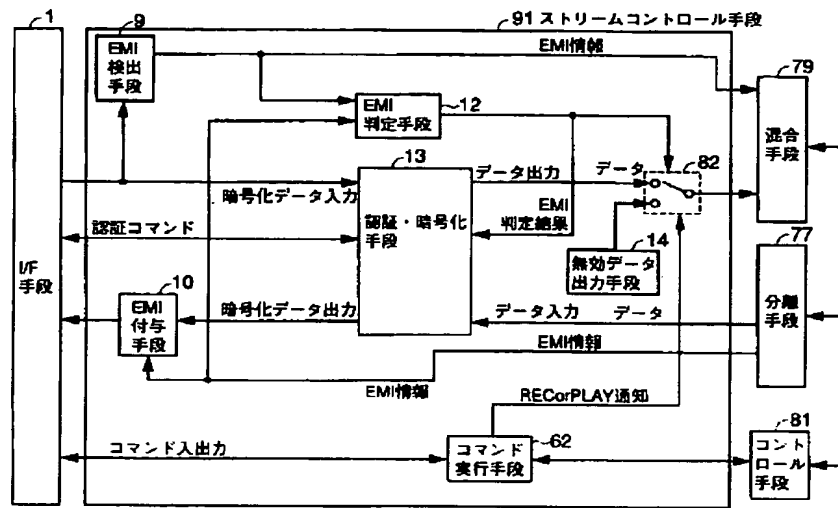 1
I/F
手段
91 ストリームコントロール手段
9
EMI
検出
手段
EMI情報
12
EMI
判定手段
79
混合
手段
13
認証・暗号化
手段
暗号化データ入力
データ出力
データ
82
認証コマンド
EMI
判定結果
14
無効データ
出力手段
77
分離
手段
10
EMI
付与
手段
暗号化データ出力
データ入力
データ
EMI情報
EMI情報
RECorPLAY通知
62
コマンド
実行手段
コマンド入出力
81
コント
ロール
手段